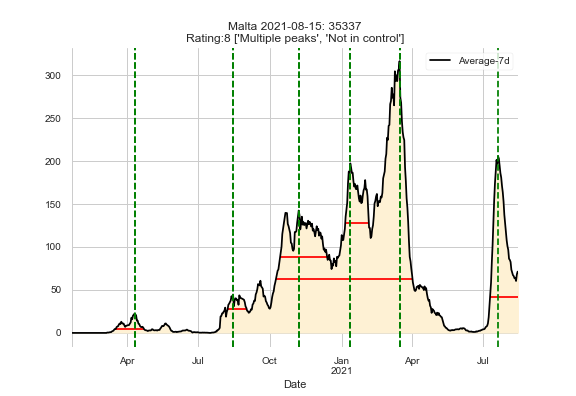 Malta 2021-08-15: 35337
Rating:8 ['Multiple peaks', 'Not in control']
Average-7d
300
250
200
150
100
50
0
Apr
Jul
Oct
Jan
2021
Apr
Jul
Date